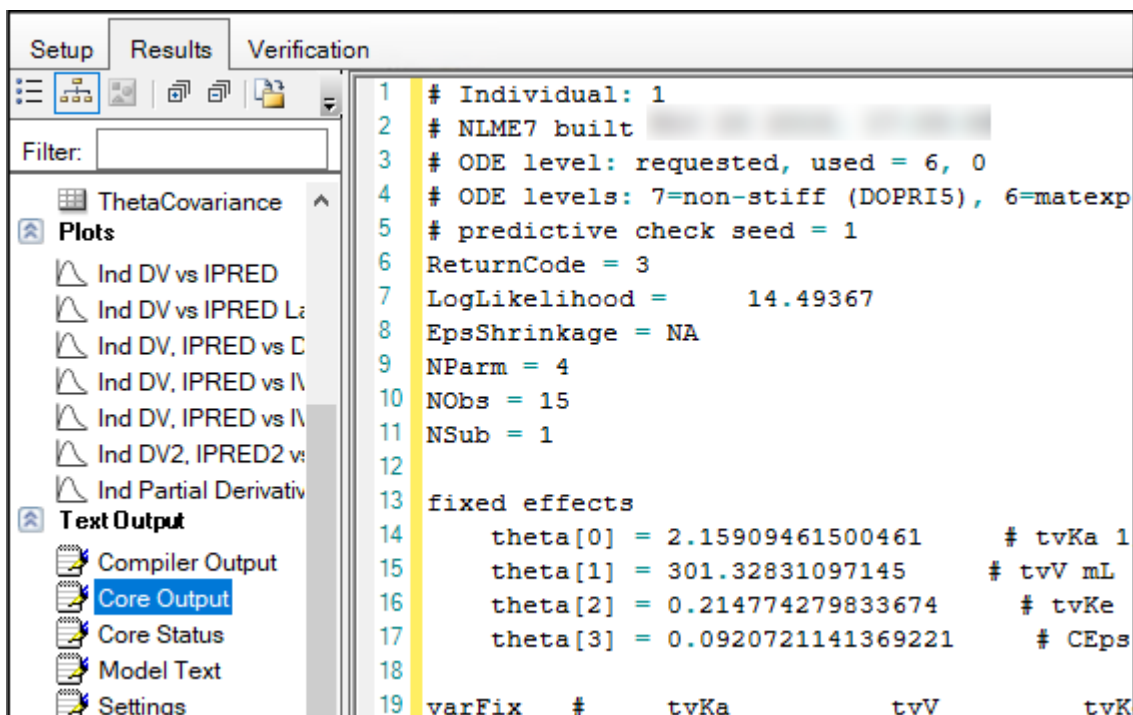 Setup Results Verification
Filter:
ThetaCovariance
Plots
Ind DV vs IPRED
Ind DV vs IPRED La
Ind DV, IPRED vs D
Ind DV, IPRED vs IV
Ind DV, IPRED vs IV
Ind DV2, IPRED2 vs
Ind Partial Derivativ
Text Output
Compiler Output
Core Output
Core Status
Model Text
Settings
1 # Individual: 1
2 # NLME7 built
3 # ODE level: requested, used = 6, 0
4 # ODE levels: 7=non-stiff (DOPRI5), 6=matexp
5 # predictive check seed = 1
6 ReturnCode = 3
7 LogLikelihood = 14.49367
8 EpsShrinkage = NA
9 NParm = 4
10 NObs = 15
11 NSub = 1
12
13 fixed effects
14 theta[0] = 2.15909461500461 # tvKa 1
15 theta[1] = 301.32831097145 # tvV mL
16 theta[2] = 0.214774279833674 # tvKe
17 theta[3] = 0.0920721141369221 # CEps
18
19 varFix # tvKa tvV tvK